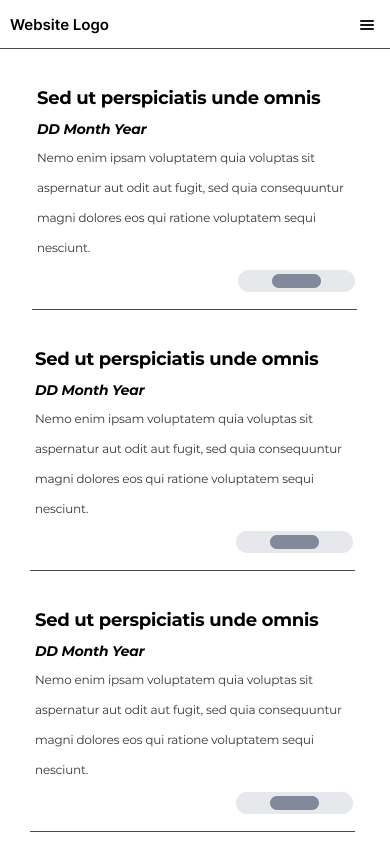 Website Logo
Sed ut perspiciatis unde omnis
DD Month Year
Nemo enim ipsam voluptatem quia voluptas sit
aspernatur aut odit aut fugit, sed quia consequuntur
magni dolores eos qui ratione voluptatem sequi
nesciunt.
Sed ut perspiciatis unde omnis
DD Month Year
Nemo enim ipsam voluptatem quia voluptas sit
aspernatur aut odit aut fugit, sed quia consequuntur
magni dolores eos qui ratione voluptatem sequi
nesciunt.
Sed ut perspiciatis unde omnis
DD Month Year
Nemo enim ipsam voluptatem quia voluptas sit
aspernatur aut odit aut fugit, sed quia consequuntur
magni dolores eos qui ratione voluptatem sequi
nesciunt.